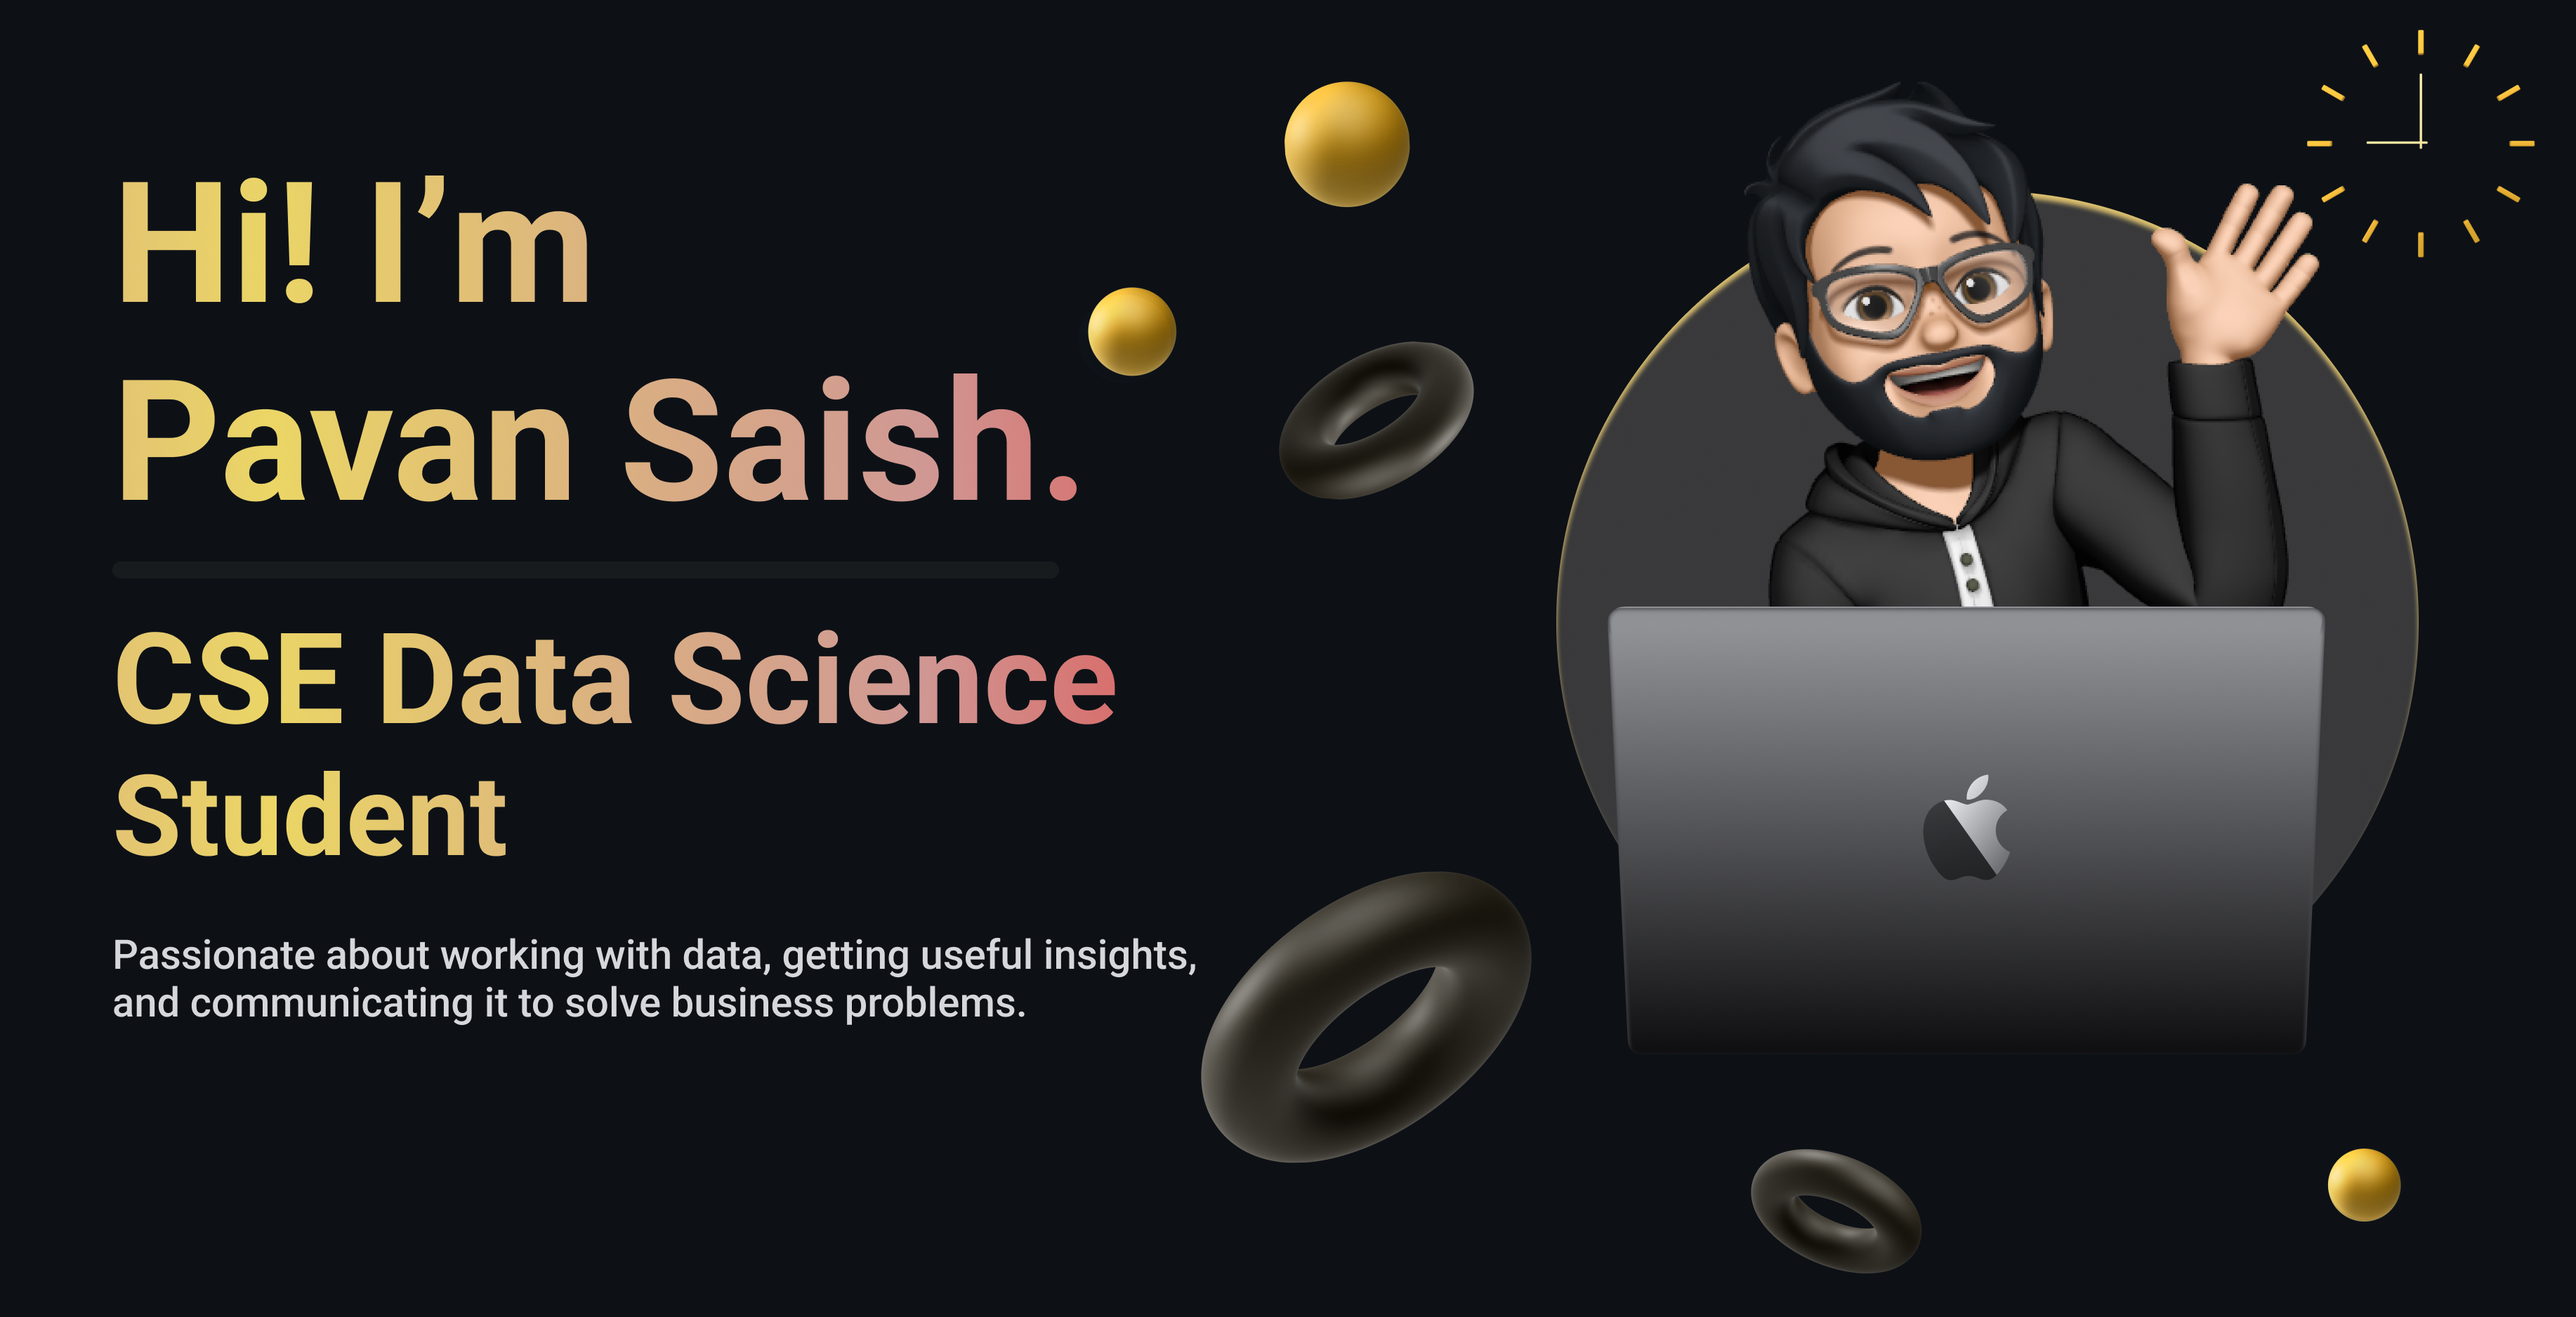 Hi! I’m
Pavan Saish.
CSE Data Science
Student
Passionate about working with data, getting useful insights,
and communicating it to solve business problems.